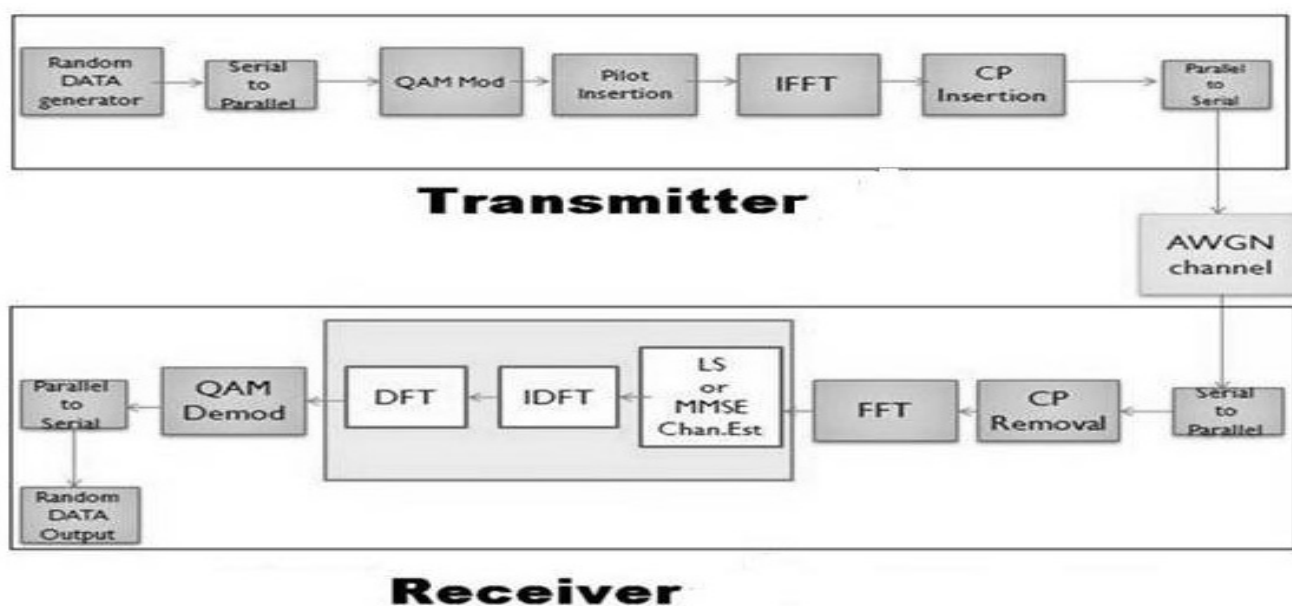 Random
DATA
generator
Serial
to
Parallel
QAM Mod
Pilot
Insertion
IFFT
CP
Insertion
Parallel
to
Serial
Transmitter
AWGN
channel
Serial
to
Parallel
CP
Removal
FFT
LS
or
MMSE
Chan.Est
IDFT
DFT
QAM
Demod
Parallel
to
Serial
Random
DATA
Output
Receiver